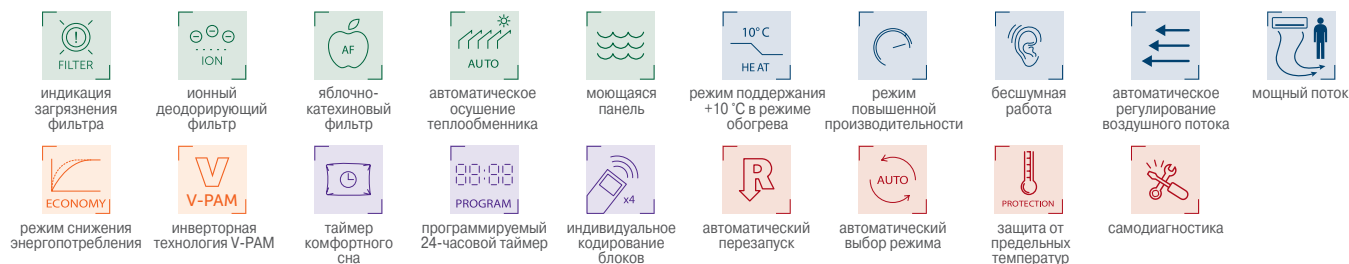 FILTER
индикация
загрязнения
фильтра
ION
ионный
деодорирующий
фильтр
AF
яблочно-
катехиновый
фильтр
AUTO
автоматическое
осушение
теплообменника
моющаяся
панель
10°C
HEAT
режим поддержания
+10 °C в режиме
обогрева
режим
повышенной
производительности
бесшумная
работа
автоматическое
регулирование
воздушного потока
мощный поток
ECONOMY
режим снижения
энергопотребления
V
V-PAM
инверторная
технология V-PAM
таймер
комфортного
сна
88:88
PROGRAM
программируемый
24-часовой таймер
x4
индивидуальное
кодирование
блоков
R
автоматический
перезапуск
AUTO
автоматический
выбор режима
PROTECTION
защита от
предельных
температур
самодиагностика